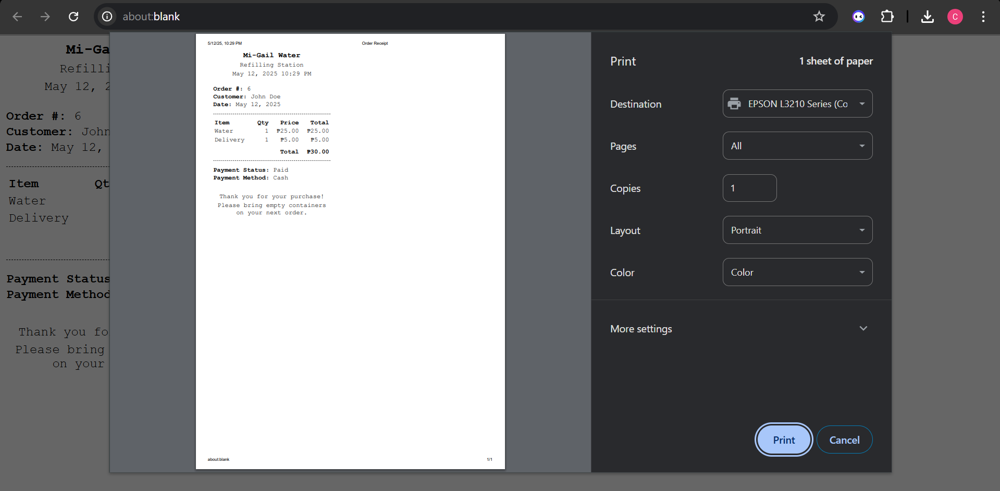 about:blank
Mi-Ga
Refilli
May 12, 2
Order #: 6
Customer: John
Date: May 12,
Item Qt
Water
Delivery
Payment Status
Payment Method
Thank you fo
Please bring
on your
5/12/25, 10:29 PM Order Receipt
Mi-Gail Water
Refilling Station
May 12, 2025 10:29 PM
Order #: 6
Customer: John Doe
Date: May 12, 2025
Item Qty Price Total
Water 1 ₱25.00 ₱25.00
Delivery 1 ₱5.00 ₱5.00
Total ₱30.00
Payment Status: Paid
Payment Method: Cash
Thank you for your purchase!
Please bring empty containers
on your next order.
about:blank 1/1
Print 1 sheet of paper
Destination EPSON L3210 Series (Co
Pages All
Copies 1
Layout Portrait
Color Color
More settings
Print Cancel
C